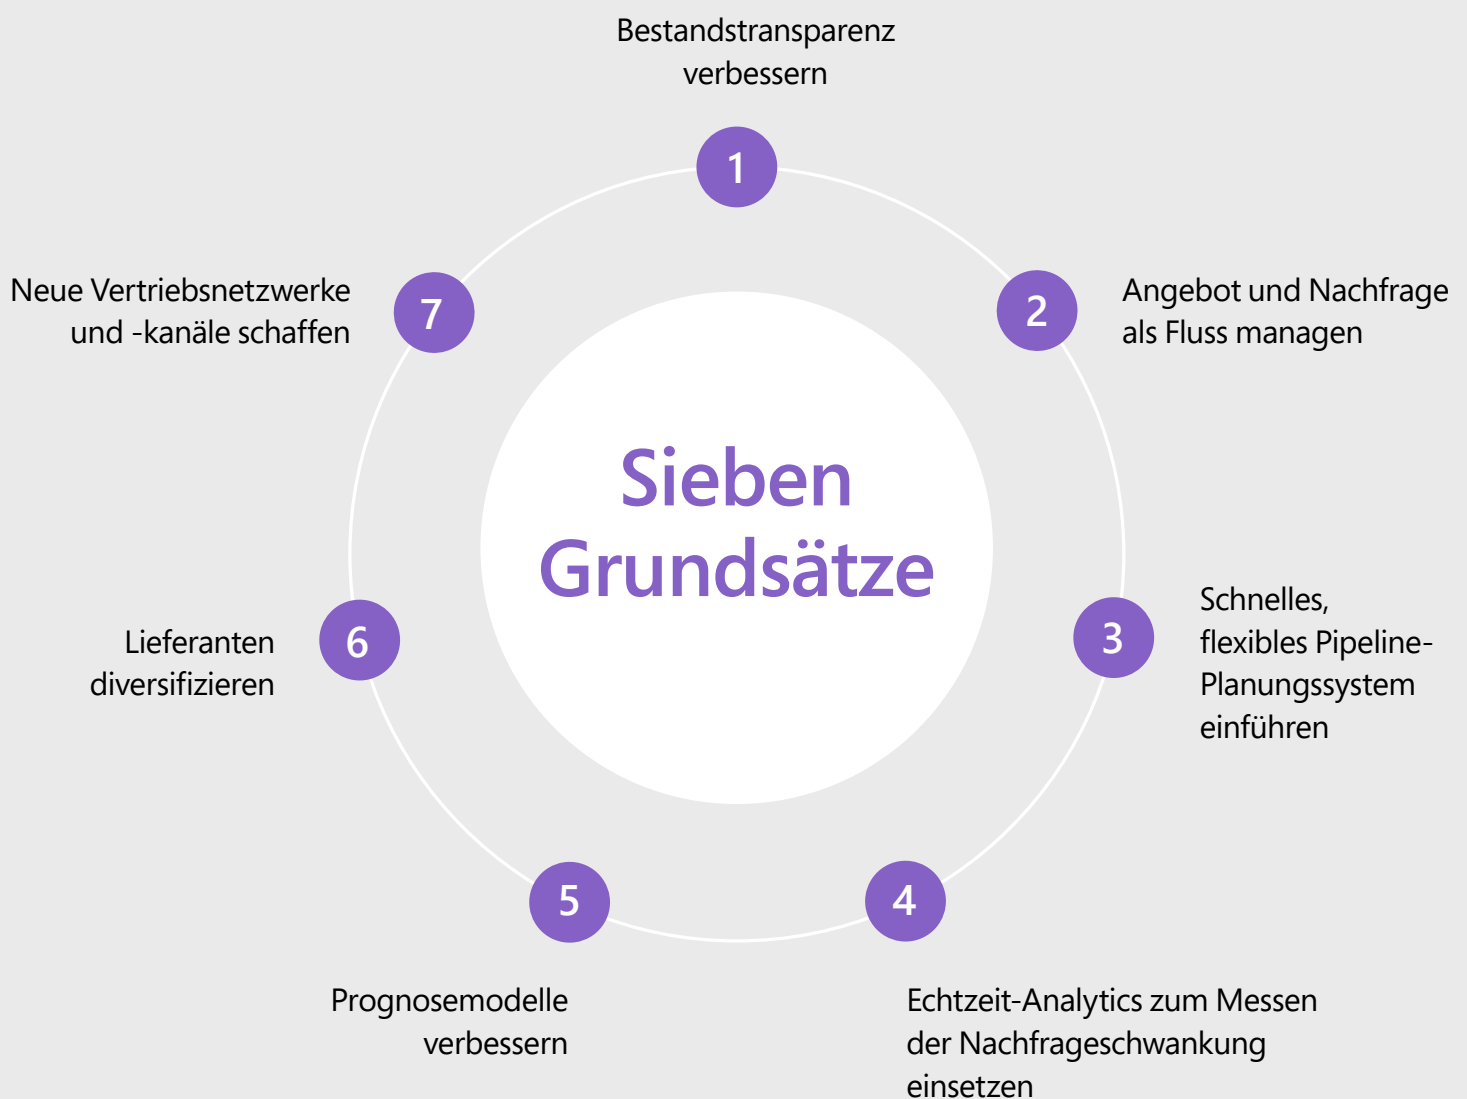 Bestandstransparenz
verbessern
1
2
Angebot und Nachfrage
als Fluss managen
3
Schnelles,
flexibles Pipeline-
Planungssystem
einführen
4
Echtzeit-Analytics zum Messen
der Nachfrageschwankung
einsetzen
5
Prognosemodelle
verbessern
6
Lieferanten
diversifizieren
7
Neue Vertriebsnetzwerke
und -kanäle schaffen
Sieben
Grundsätze